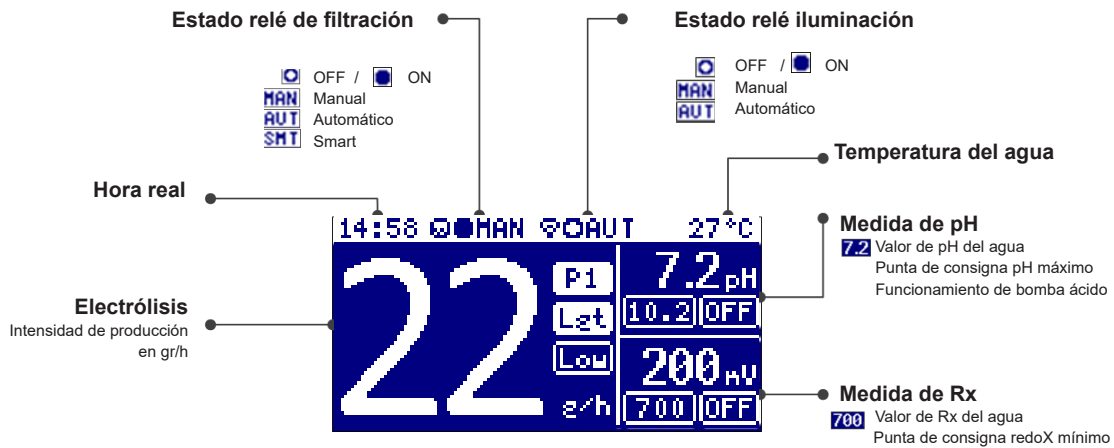 Estado relé de filtración
OFF / ON
MAN Manual
AUT Automático
SMT Smart
Estado relé iluminación
OFF / ON
MAN Manual
AUT Automático
Temperatura del agua
Hora real
14:58 MAN AUT 27°C
Electrólisis
Intensidad de producción
en gr/h
22
P1
Lgt
Low
g/h
7.2 pH
10.2 OFF
200 mV
700 OFF
Medida de pH
7.2 Valor de pH del agua
Punta de consigna pH máximo
Funcionamiento de bomba ácido
Medida de Rx
700 Valor de Rx del agua
Punta de consigna redoX mínimo